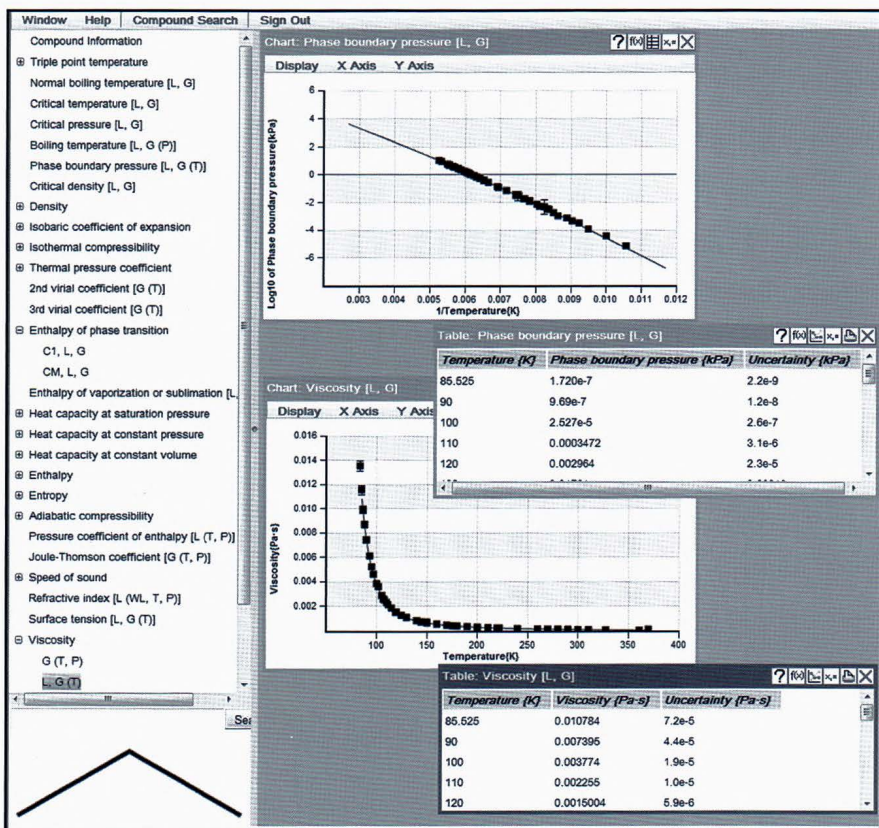 Window Help Compound Search Sign Out
Compound Information
Triple point temperature
Normal boiling temperature [L, G]
Critical temperature [L, G]
Critical pressure [L, G]
Boiling temperature [L, G (P)]
Phase boundary pressure [L, G (T)]
Critical density [L, G]
Density
Isobaric coefficient of expansion
Isothermal compressibility
Thermal pressure coefficient
2nd virial coefficient [G (T)]
3rd virial coefficient [G (T)]
Enthalpy of phase transition
C1, L, G
CM, L, G
Enthalpy of vaporization or sublimation [L,
Heat capacity at saturation pressure
Heat capacity at constant pressure
Heat capacity at constant volume
Enthalpy
Entropy
Adiabatic compressibility
Pressure coefficient of enthalpy [L (T, P)]
Joule-Thomson coefficient [G (T, P)]
Speed of sound
Refractive index [L (WL, T, P)]
Surface tension [L, G (T)]
Viscosity
G (T, P)
L, G (T)
Sea
Chart: Phase boundary pressure [L, G]
? f(x)
Display X Axis Y Axis
Log10 of Phase boundary pressure{kPa}
6
4
2
0
-2
-4
-6
0.003 0.004 0.005 0.006 0.007 0.008 0.009 0.010 0.011 0.012
1/Temperature{K}
Table: Phase boundary pressure [L, G]
? f(x)
Temperature {K} Phase boundary pressure {kPa} Uncertainty {kPa}
85.525 1.720e-7 2.2e-9
90 9.69e-7 1.2e-8
100 2.527e-5 2.6e-7
110 0.0003472 3.1e-6
120 0.002964 2.3e-5
Chart: Viscosity [L, G]
Display X Axis Y Axis
Viscosity{Pa·s}
0.016
0.014
0.012
0.010
0.008
0.006
0.004
0.002
100 150 200 250 300 350 400
Temperature{K}
Table: Viscosity [L, G]
? f(x)
Temperature {K} Viscosity {Pa·s} Uncertainty {Pa·s}
85.525 0.010784 7.2e-5
90 0.007395 4.4e-5
100 0.003774 1.9e-5
110 0.002255 1.0e-5
120 0.0015004 5.9e-6